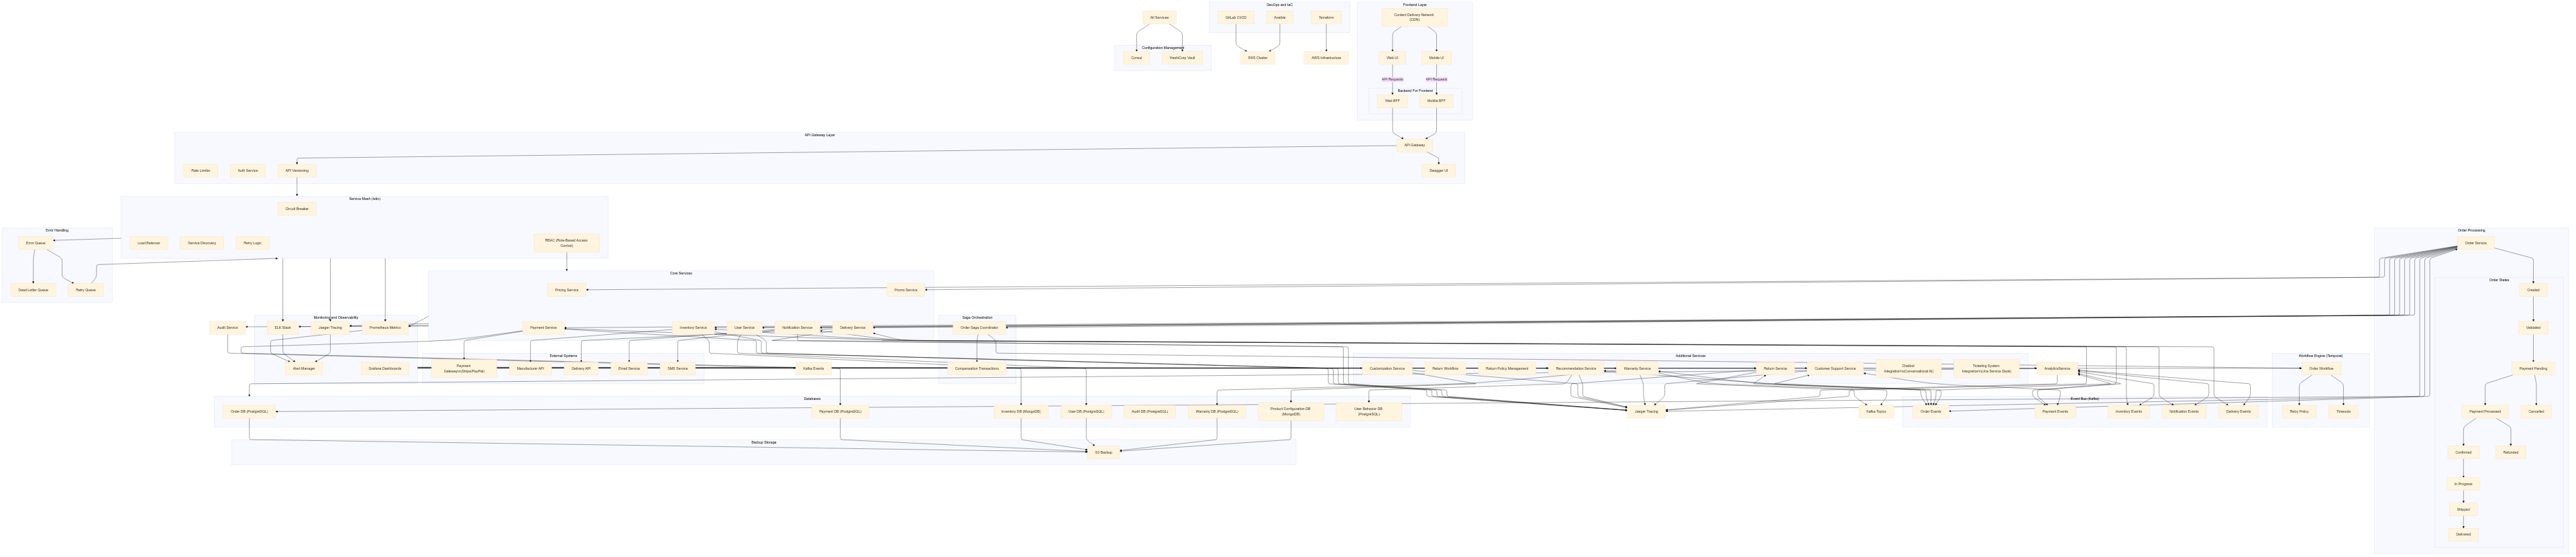 DevOps and IaC
Frontend Layer
All Services
GitLab CI/CD
Ansible
Terraform
Content Delivery Network
(CDN)
Configuration Management
Consul
HashiCorp Vault
AWS Infrastructure
Web UI
Mobile UI
API Requests
API Requests
Backend For Frontend
Web BFF
Mobile BFF
API Gateway Layer
API Gateway
Rate Limiter
Auth Service
API Versioning
Swagger UI
Service Mesh (Istio)
Circuit Breaker
Error Handling
Order Processing
Error Queue
Load Balancer
Service Discovery
Retry Logic
RBAC (Role-Based Access
Control)
Order Service
Core Services
Order States
Dead Letter Queue
Retry Queue
Pricing Service
Promo Service
Created
Monitoring and Observability
Saga Orchestration
Audit Service
ELK Stack
Jaeger Tracing
Prometheus Metrics
Payment Service
Inventory Service
User Service
Notification Service
Delivery Service
Order Saga Coordinator
Validated
External Systems
Additional Services
Workflow Engine (Temporal)
Alert Manager
Grafana Dashboards
Payment
Gateways\n(Stripe/PayPal)
Manufacturer API
Delivery API
Email Service
SMS Service
Kafka Events
Compensation Transactions
Customization Service
Return Workflow
Return Policy Management
Recommendation Service
Warranty Service
Return Service
Customer Support Service
Chatbot
Integration\n(Conversational AI)
Ticketing System
Integration\n(Jira Service Desk)
AnalyticsService
Order Workflow
Payment Pending
Databases
Event Bus (Kafka)
Order DB (PostgreSQL)
Payment DB (PostgreSQL)
Inventory DB (MongoDB)
User DB (PostgreSQL)
Audit DB (PostgreSQL)
Warranty DB (PostgreSQL)
Product Configuration DB
(MongoDB)
User Behavior DB
(PostgreSQL)
Jaeger Tracing
Kafka Topics
Order Events
Payment Events
Inventory Events
Notification Events
Delivery Events
Retry Policy
Timeouts
Payment Processed
Cancelled
Backup Storage
S3 Backup
Confirmed
Refunded
In Progress
Shipped
Delivered